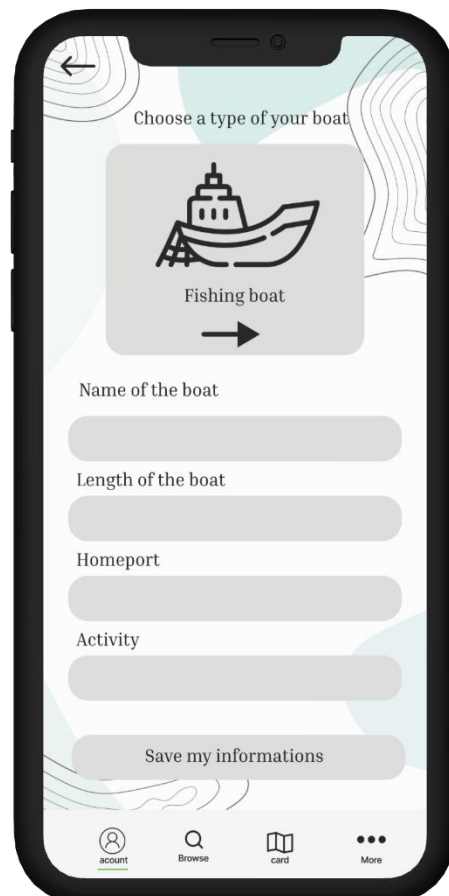 Choose a type of your boat
Fishing boat
Name of the boat
Length of the boat
Homeport
Activity
Save my informations
acount
Browse
card
More